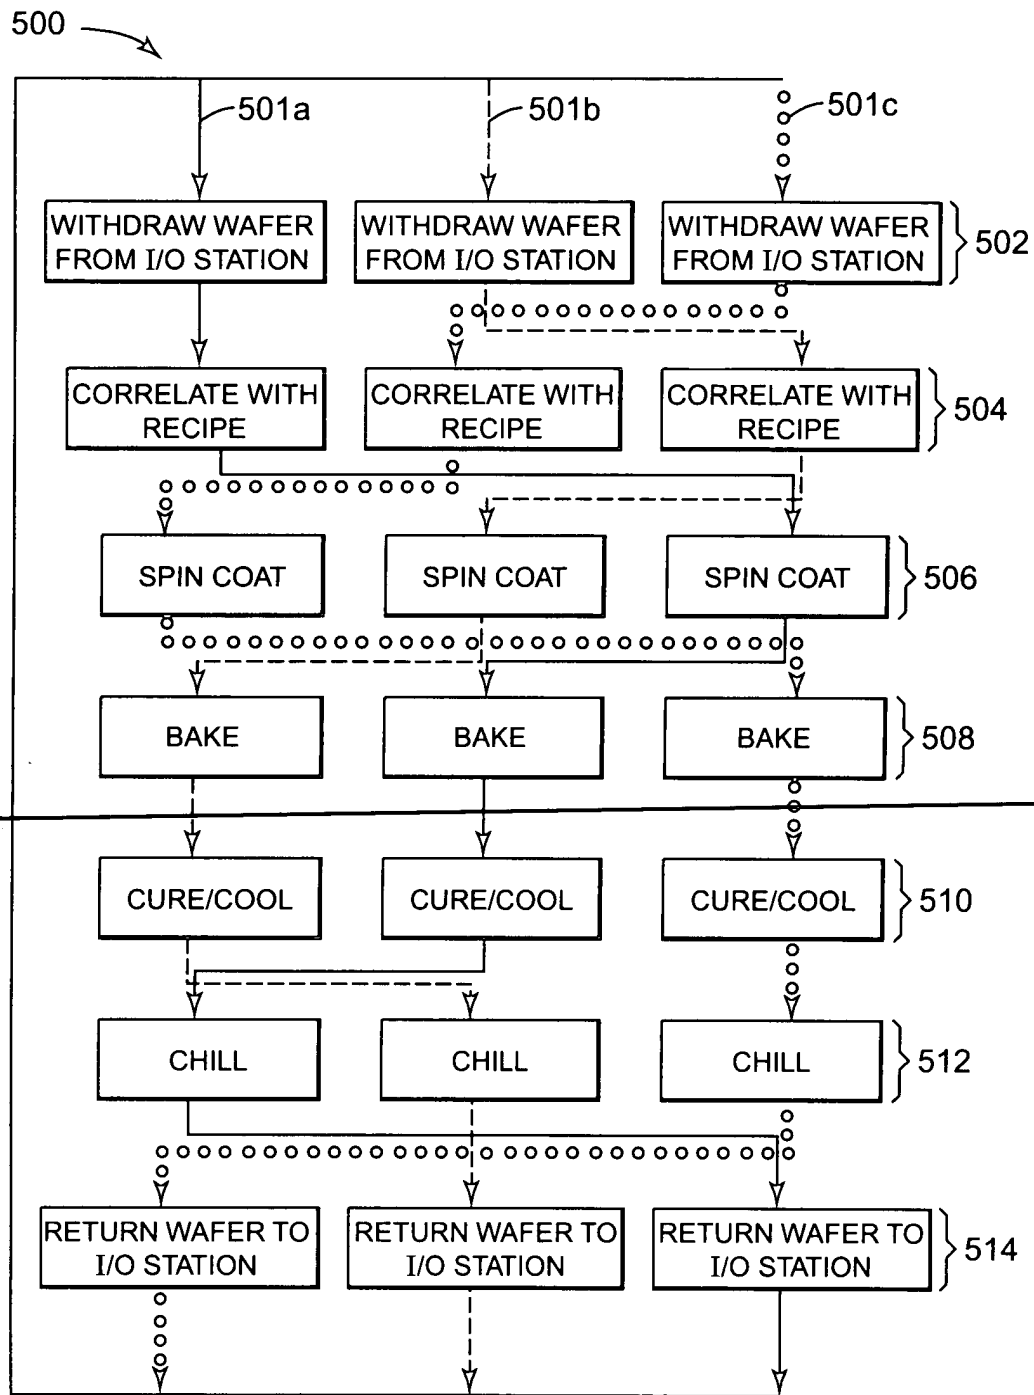 500
501a
501b
501c
WITHDRAW WAFER
FROM I/O STATION
WITHDRAW WAFER
FROM I/O STATION
WITHDRAW WAFER
FROM I/O STATION
502
CORRELATE WITH
RECIPE
CORRELATE WITH
RECIPE
CORRELATE WITH
RECIPE
504
SPIN COAT
SPIN COAT
SPIN COAT
506
BAKE
BAKE
BAKE
508
CURE/COOL
CURE/COOL
CURE/COOL
510
CHILL
CHILL
CHILL
512
RETURN WAFER TO
I/O STATION
RETURN WAFER TO
I/O STATION
RETURN WAFER TO
I/O STATION
514